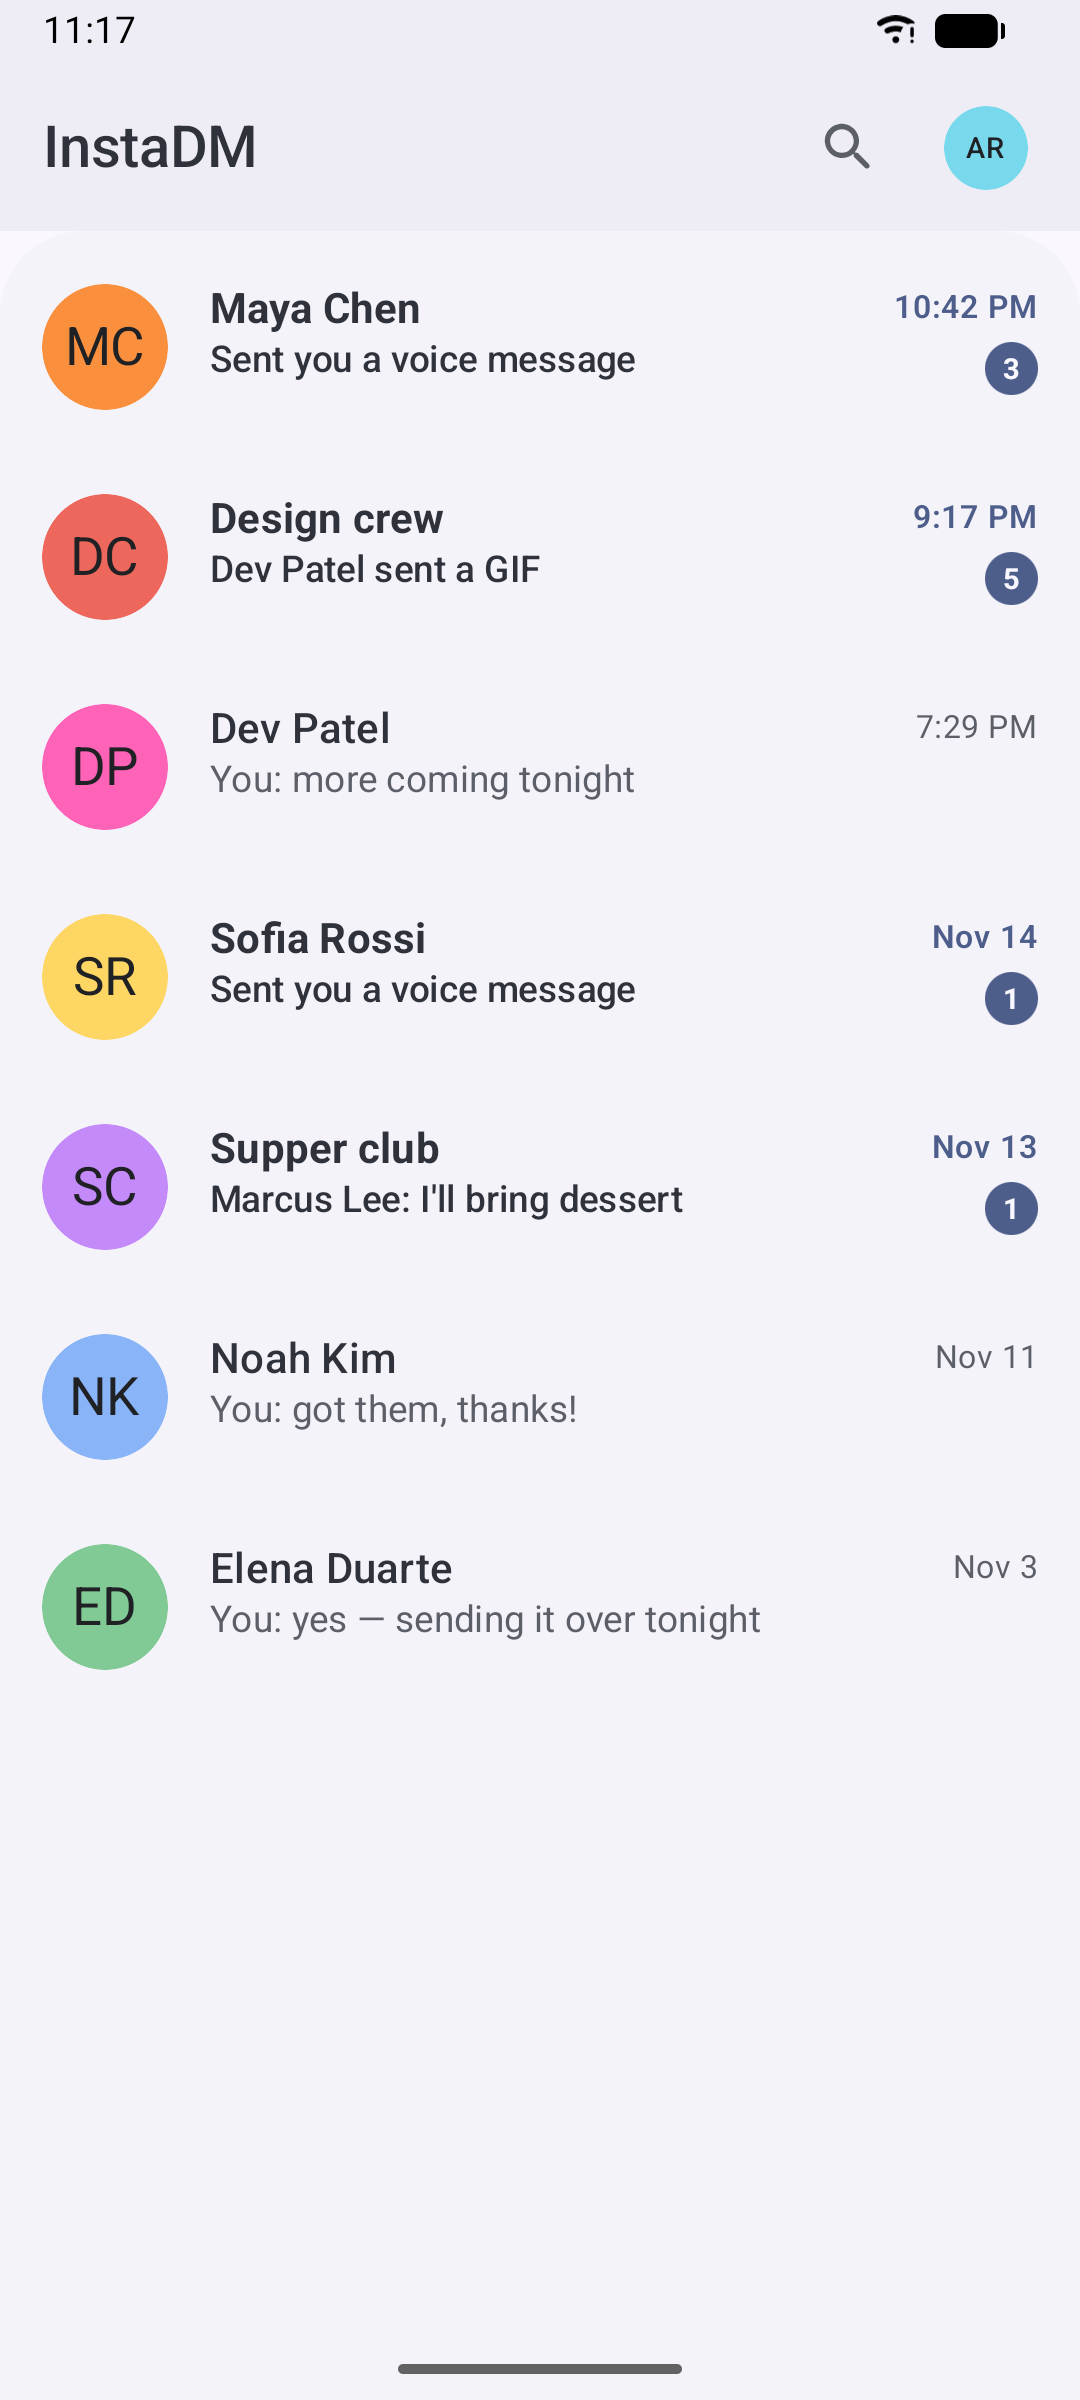 11:17
InstaDM
AR
MC
Maya Chen
10:42 PM
Sent you a voice message
3
DC
Design crew
9:17 PM
Dev Patel sent a GIF
5
DP
Dev Patel
7:29 PM
You: more coming tonight
SR
Sofia Rossi
Nov 14
Sent you a voice message
1
SC
Supper club
Nov 13
Marcus Lee: I'll bring dessert
1
NK
Noah Kim
Nov 11
You: got them, thanks!
ED
Elena Duarte
Nov 3
You: yes — sending it over tonight